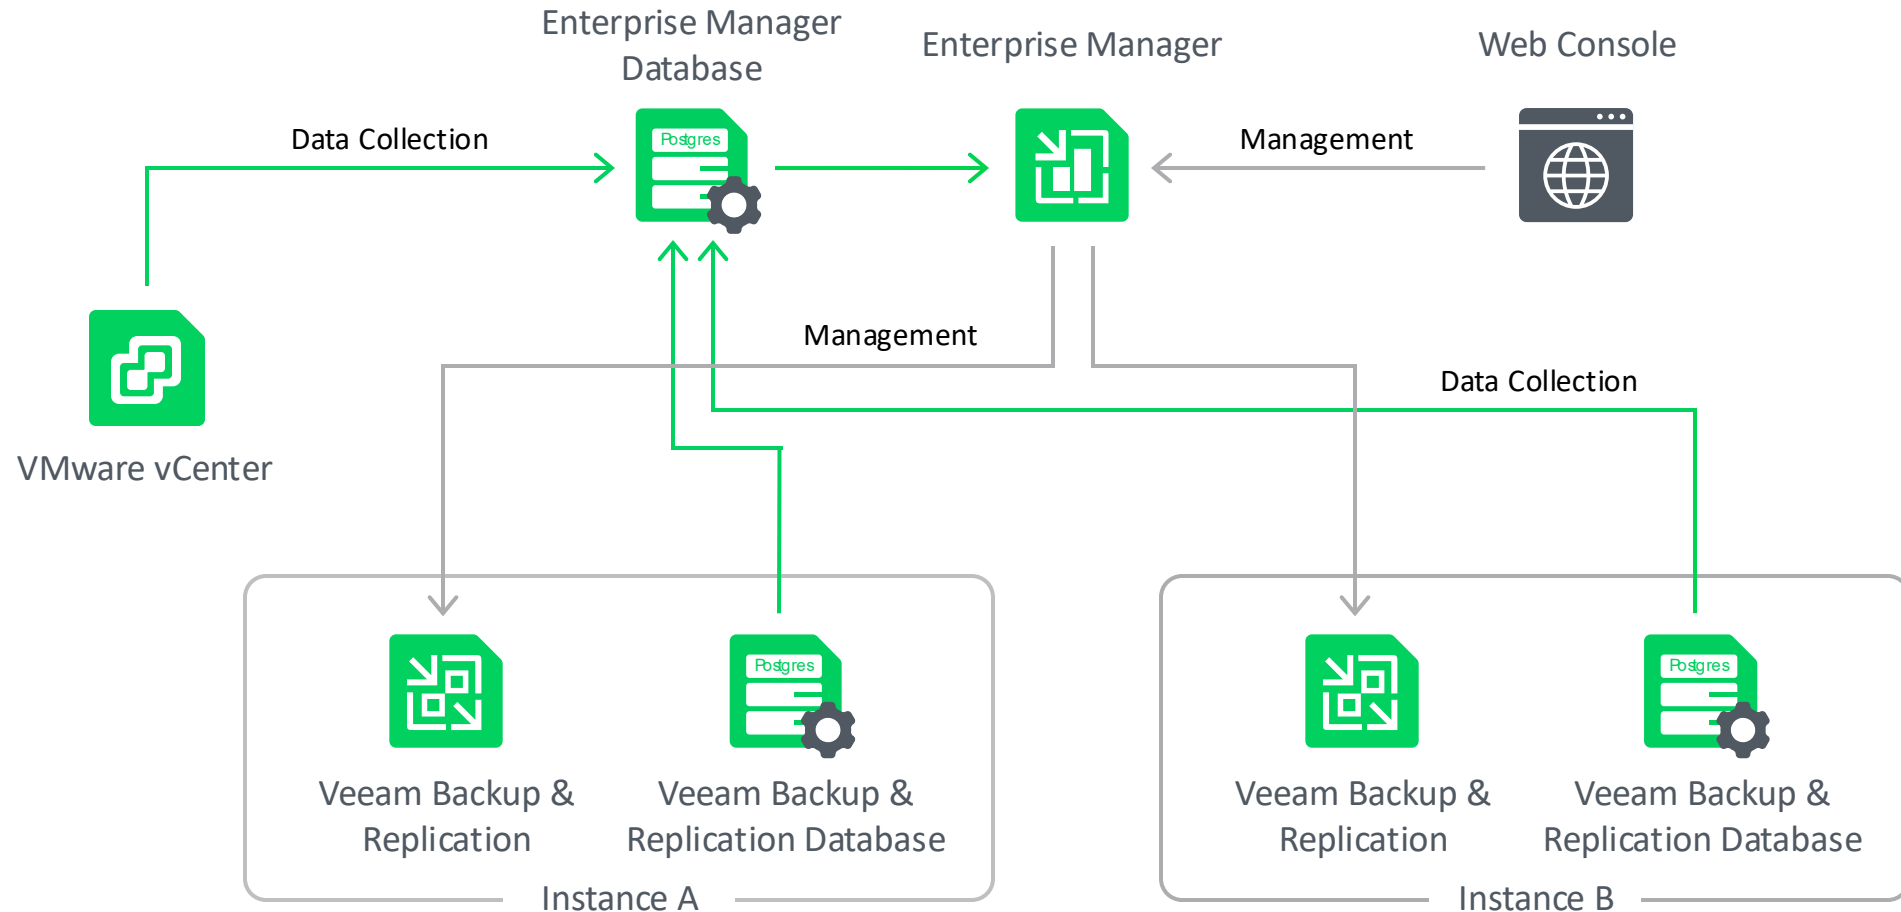 Enterprise Manager
Database
Enterprise Manager
Web Console
Data Collection
Postgres
Management
Management
Data Collection
VMware vCenter
Postgres
Postgres
Veeam Backup &
Replication
Veeam Backup &
Replication Database
Veeam Backup &
Replication
Veeam Backup &
Replication Database
Instance A
Instance B